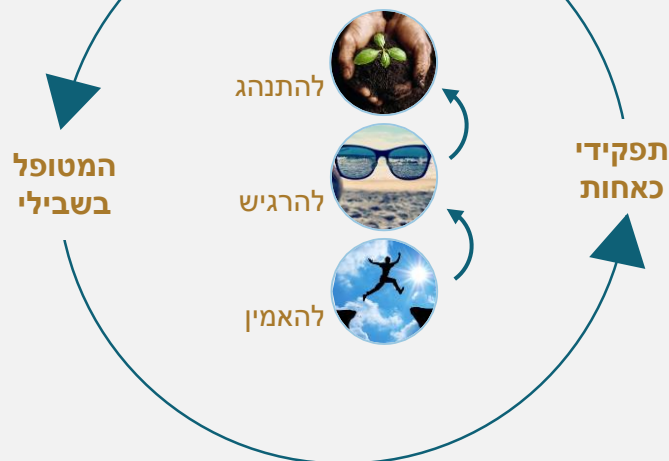 להתנהג
תפקידי
כאחות
המטופל
בשבילי
להרגיש
להאמין